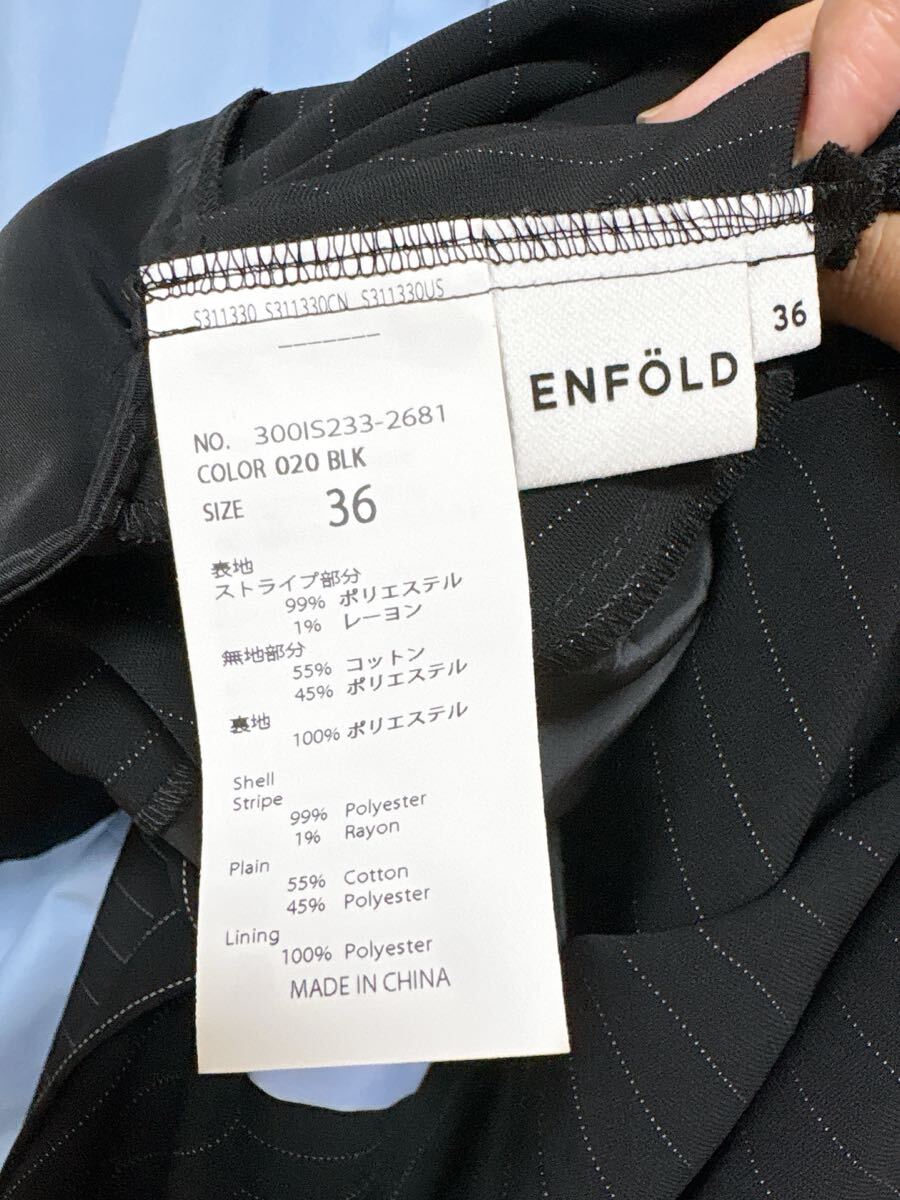 S311330 S311330CN S311330US
NO. 300IS233-2681
COLOR 020 BLK
SIZE 36
表地
ストライプ部分
99% ポリエステル
1% レーヨン
無地部分
55% コットン
45% ポリエステル
裏地
100% ポリエステル
Shell
Stripe
99% Polyester
1% Rayon
Plain
55% Cotton
45% Polyester
Lining
100% Polyester
MADE IN CHINA
ENFÖLD
36